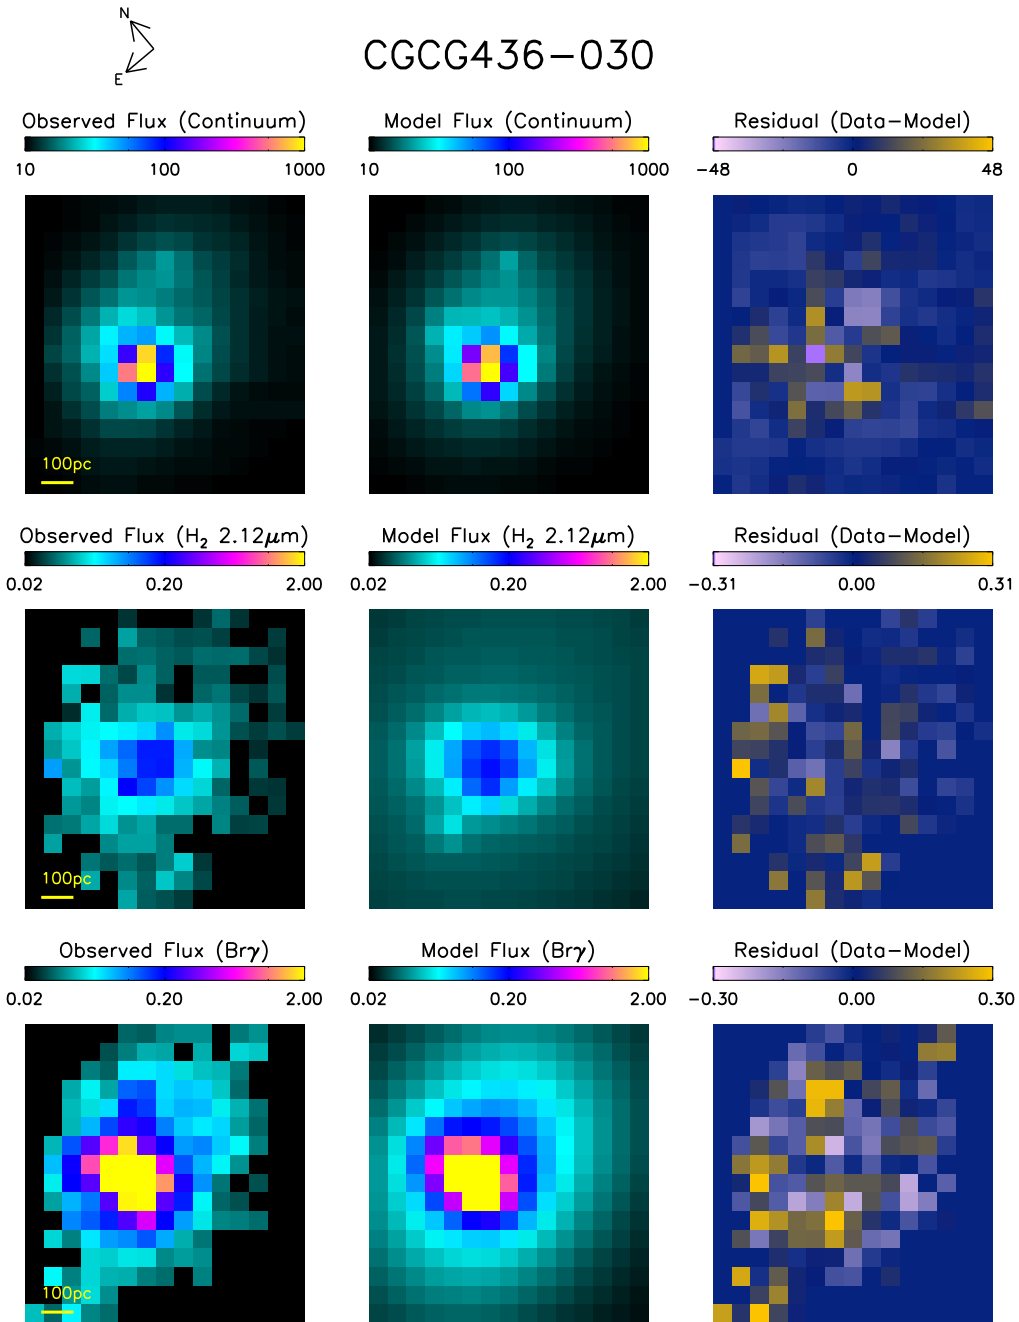 N
E
CGCG436−030
Observed Flux (Continuum) Model Flux (Continuum) Residual (Data−Model)
10 100 1000 10 100 1000 −48 0 48
100pc
Observed Flux (H₂ 2.12μm) Model Flux (H₂ 2.12μm) Residual (Data−Model)
0.02 0.20 2.00 0.02 0.20 2.00 −0.31 0.00 0.31
100pc
Observed Flux (Brγ) Model Flux (Brγ) Residual (Data−Model)
0.02 0.20 2.00 0.02 0.20 2.00 −0.30 0.00 0.30
100pc